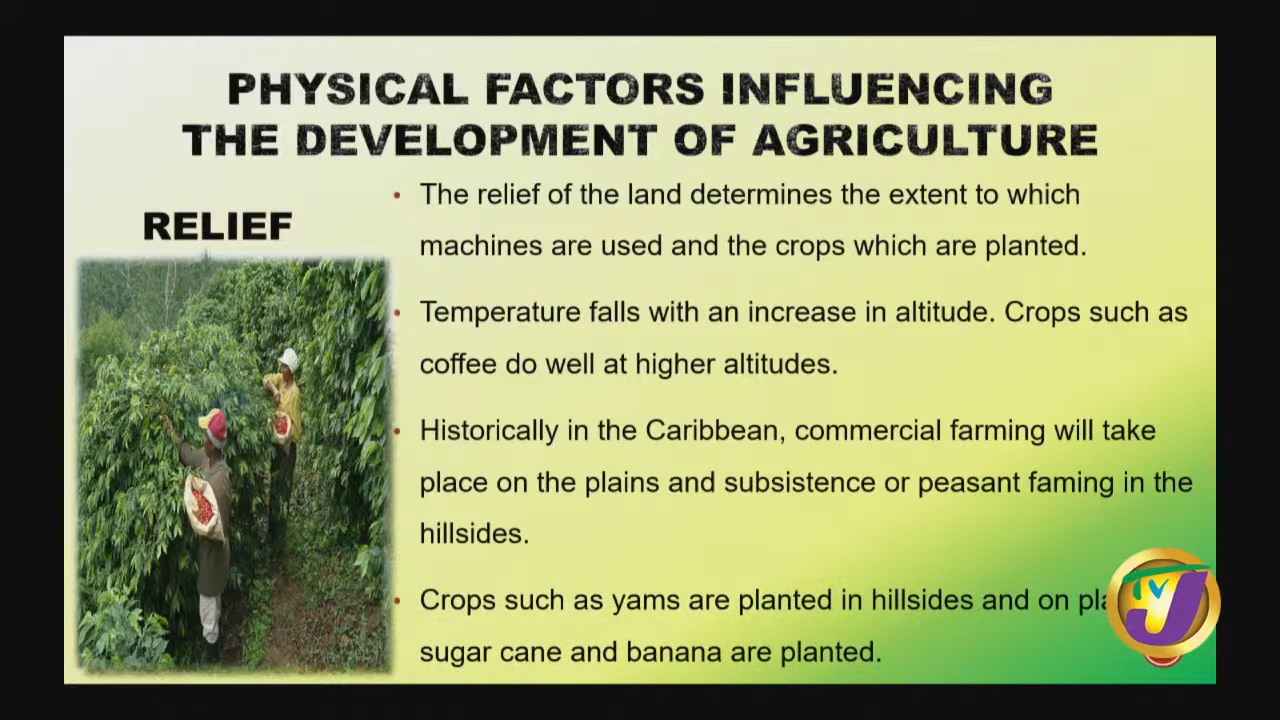 PHYSICAL FACTORS INFLUENCING
THE DEVELOPMENT OF AGRICULTURE
RELIEF
• The relief of the land determines the extent to which
machines are used and the crops which are planted.
• Temperature falls with an increase in altitude. Crops such as
coffee do well at higher altitudes.
• Historically in the Caribbean, commercial farming will take
place on the plains and subsistence or peasant faming in the
hillsides.
• Crops such as yams are planted in hillsides and on
sugar cane and banana are planted.
TVJ